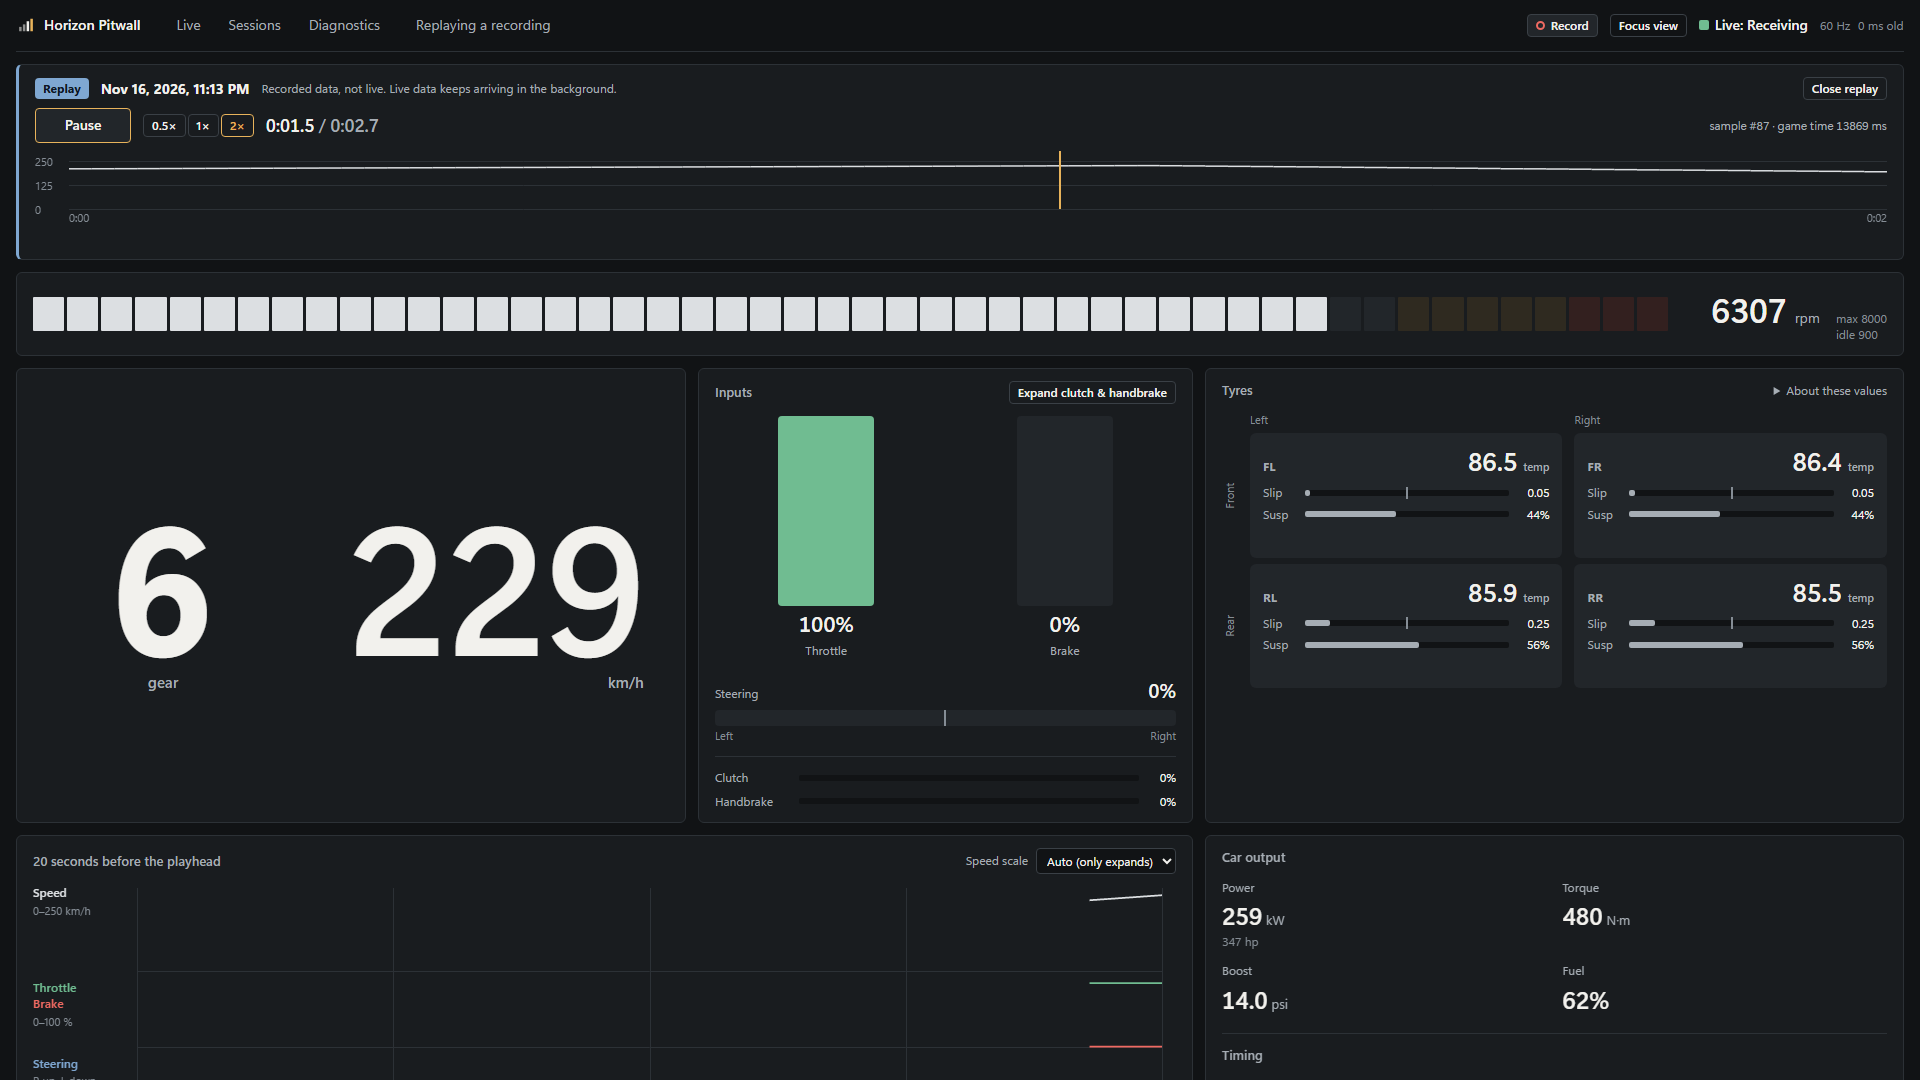 Horizon Pitwall Live Sessions Diagnostics Replaying a recording Record Focus view Live: Receiving 60 Hz 0 ms old
Replay Nov 16, 2026, 11:13 PM Recorded data, not live. Live data keeps arriving in the background. Close replay
Pause 0.5× 1× 2× 0:01.5 / 0:02.7 sample #87 · game time 13869 ms
250
125
0
0:00 0:02
6307 rpm max 8000
idle 900
6 229
gear km/h
Inputs Expand clutch & handbrake
100% 0%
Throttle Brake
Steering 0%
Left Right
Clutch 0%
Handbrake 0%
Tyres ▶ About these values
Left Right
Front
FL 86.5 temp
Slip 0.05
Susp 44%
FR 86.4 temp
Slip 0.05
Susp 44%
Rear
RL 85.9 temp
Slip 0.25
Susp 56%
RR 85.5 temp
Slip 0.25
Susp 56%
20 seconds before the playhead Speed scale Auto (only expands)
Speed
0–250 km/h
Throttle
Brake
0–100 %
Steering
Car output
Power Torque
259 kW 480 N·m
347 hp
Boost Fuel
14.0 psi 62%
Timing